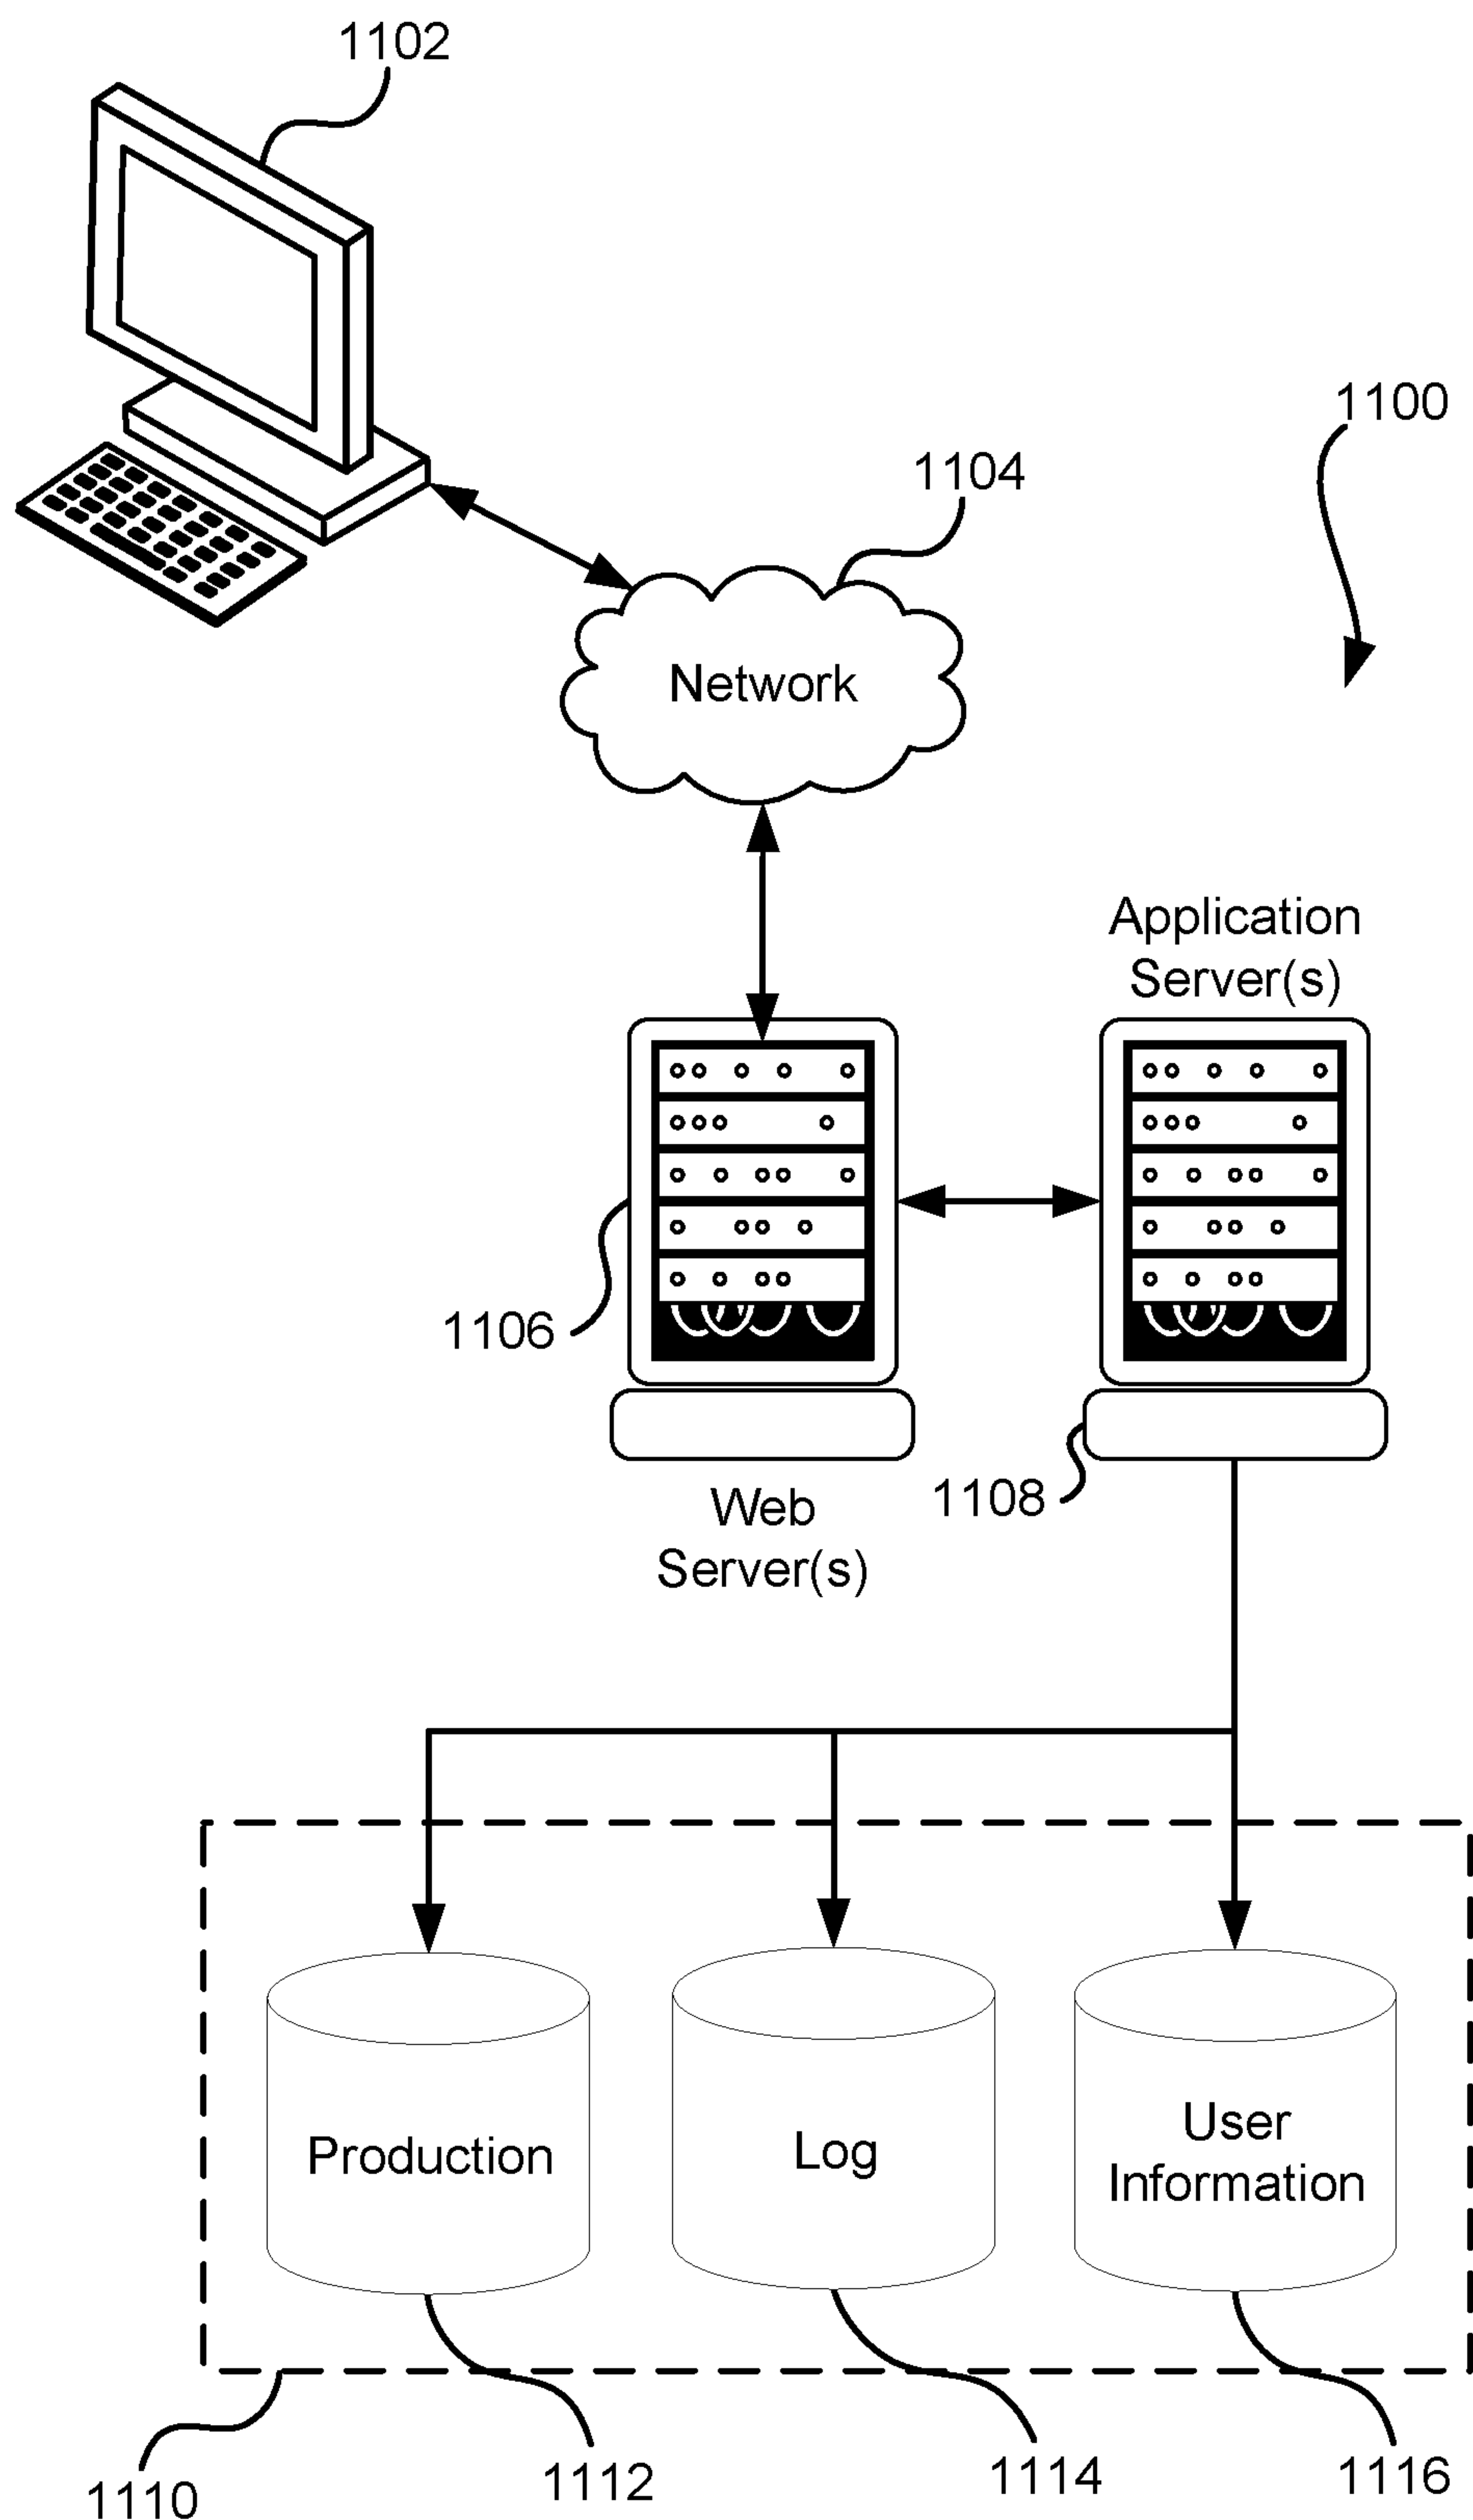 1102
1100
1104
Network
Application
Server(s)
1106
1108
Web
Server(s)
Production
Log
User
Information
1110
1112
1114
1116